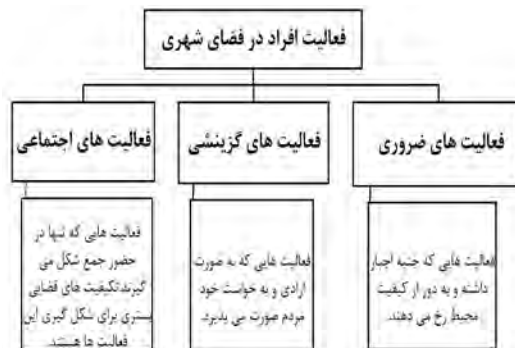 فعالیت افراد در فضای شهری
فعالیت های ضروری
فعالیت های گزینشی
فعالیت های اجتماعی
فعالیت هایی که جنبه اجبار
داشته و به دور از کیفیت
محیط رخ می دهند.
فعالیت هایی که به صورت
ارادی و به خواست خود
مردم صورت می پذیرد.
فعالیت هایی که تنها در
حضور جمع شکل می
گیرند.کیفیت های فضایی
بستری برای شکل گیری این
فعالیت ها هستند.